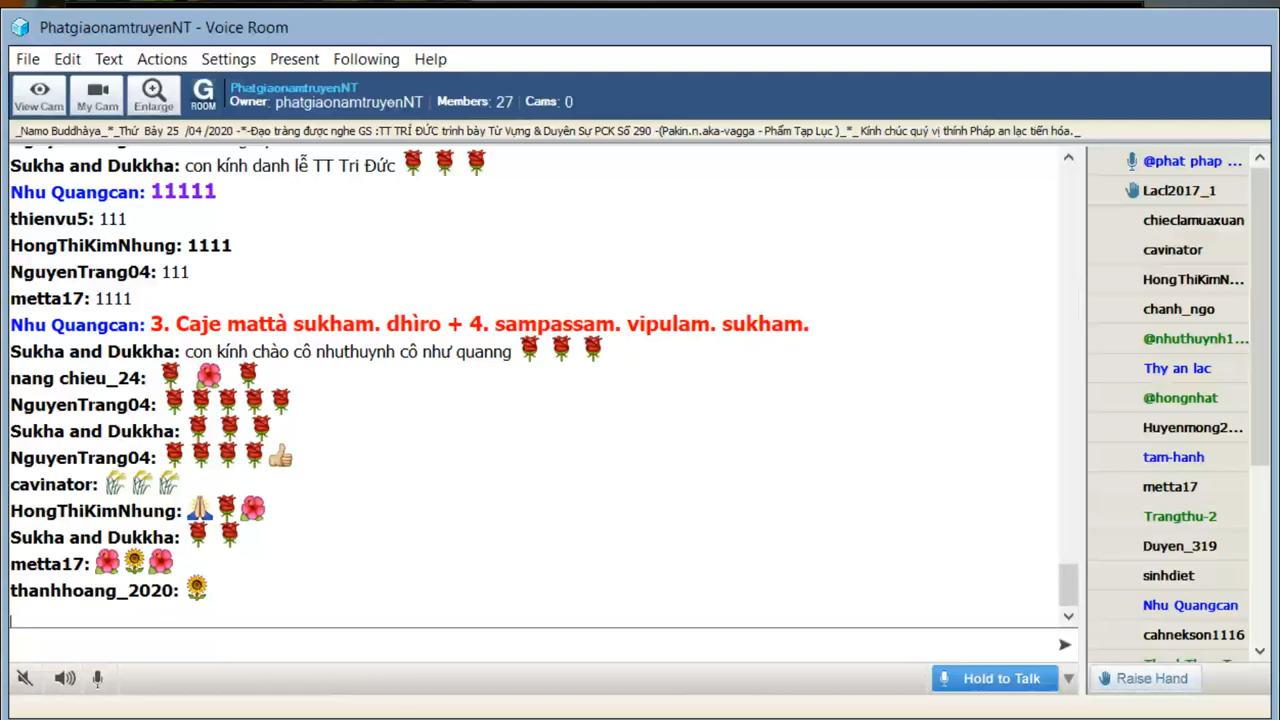 PhatgiaonamtruyenNT - Voice Room
File Edit Text Actions Settings Present Following Help
View Cam My Cam Enlarge G ROOM
PhatgiaonamtruyenNT
Owner: phatgiaonamtruyenNT Members: 27 Cams: 0
_Namo Buddhàya_*_Thứ Bảy 25 /04 /2020 -*-Đạo tràng được nghe GS :TT TRÍ ĐỨC trình bày Từ Vựng & Duyên Sự PCK Số 290 -(Pakin.n.aka-vagga - Phẩm Tạp Lục )_*_ Kính chúc quý vị thính Pháp an lạc tiến hóa._
Sukha and Dukkha: con kính danh lễ TT Tri Đức
Nhu Quangcan: 11111
thienvu5: 111
HongThiKimNhung: 1111
NguyenTrang04: 111
metta17: 1111
Nhu Quangcan: 3. Caje mattà sukham. dhìro + 4. sampassam. vipulam. sukham.
Sukha and Dukkha: con kính chào cô nhuthuynh cô như quanng
nang chieu_24:
NguyenTrang04:
Sukha and Dukkha:
NguyenTrang04:
cavinator:
HongThiKimNhung:
Sukha and Dukkha:
metta17:
thanhhoang_2020:
@phat phap ...
Lacl2017_1
chieclamuaxuan
cavinator
HongThiKimN...
chanh_ngo
@nhuthuynh1...
Thy an lac
@hongnhat
Huyenmong2...
tam-hanh
metta17
Trangthu-2
Duyen_319
sinhdiet
Nhu Quangcan
cahnekson1116
Hold to Talk
Raise Hand